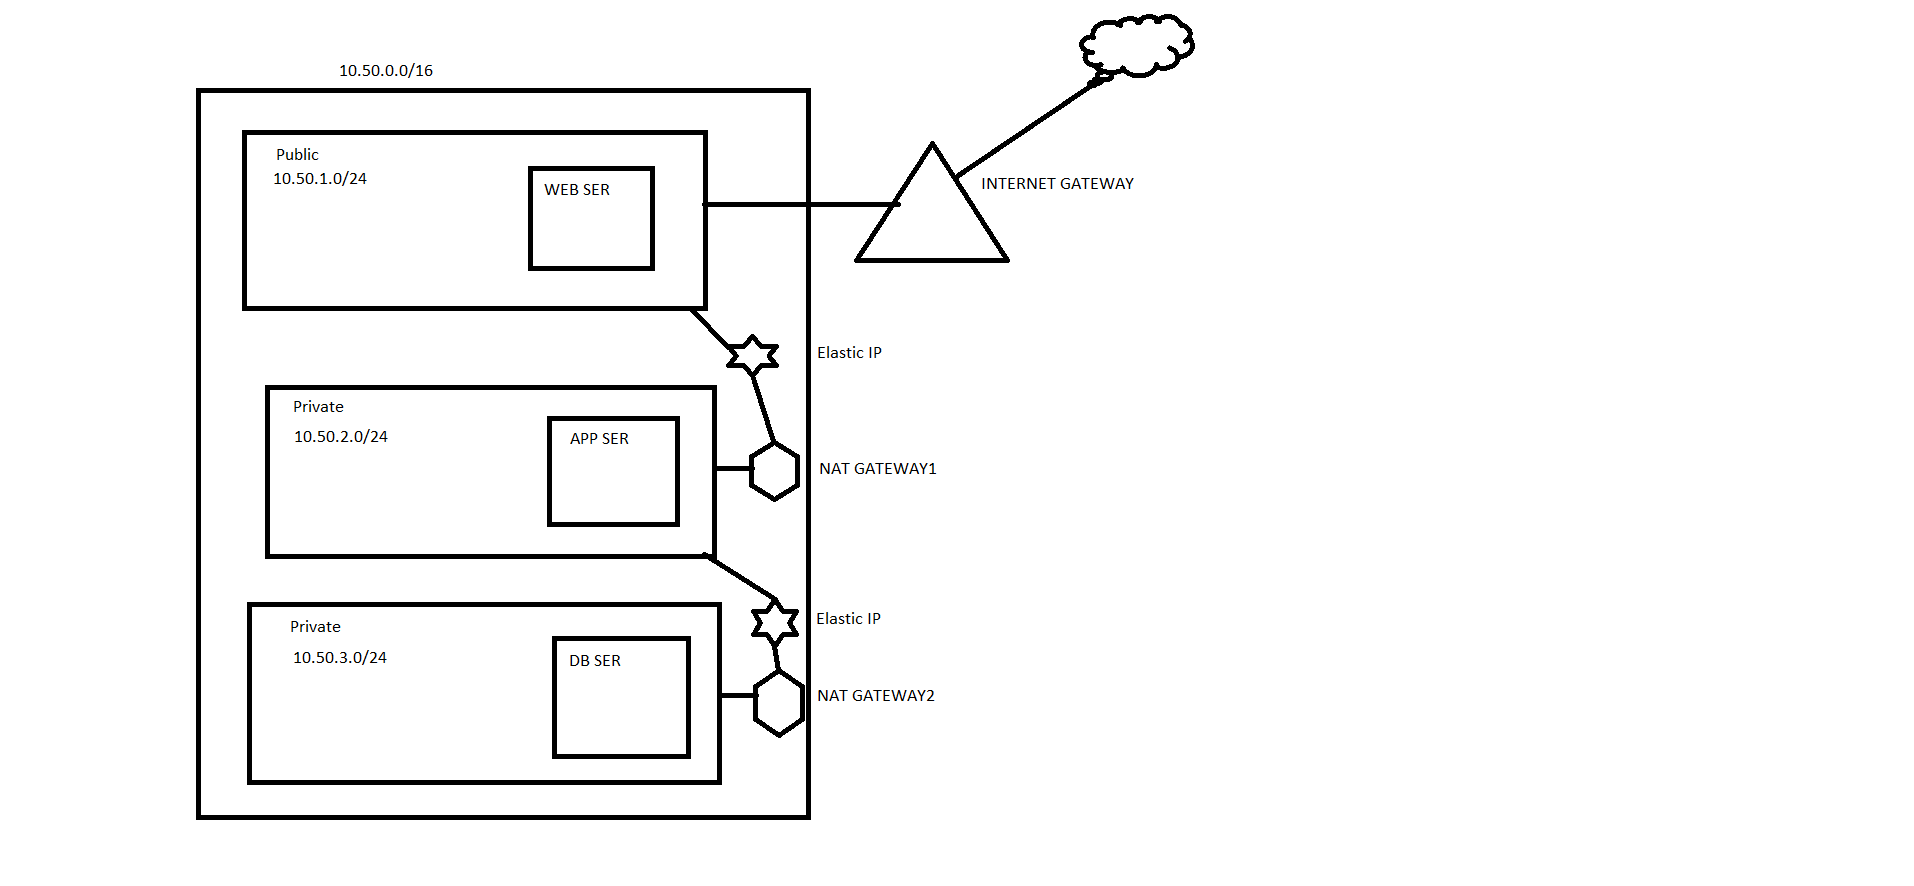 10.50.0.0/16
Public
10.50.1.0/24
WEB SER
INTERNET GATEWAY
Elastic IP
Private
10.50.2.0/24
APP SER
NAT GATEWAY1
Elastic IP
Private
10.50.3.0/24
DB SER
NAT GATEWAY2